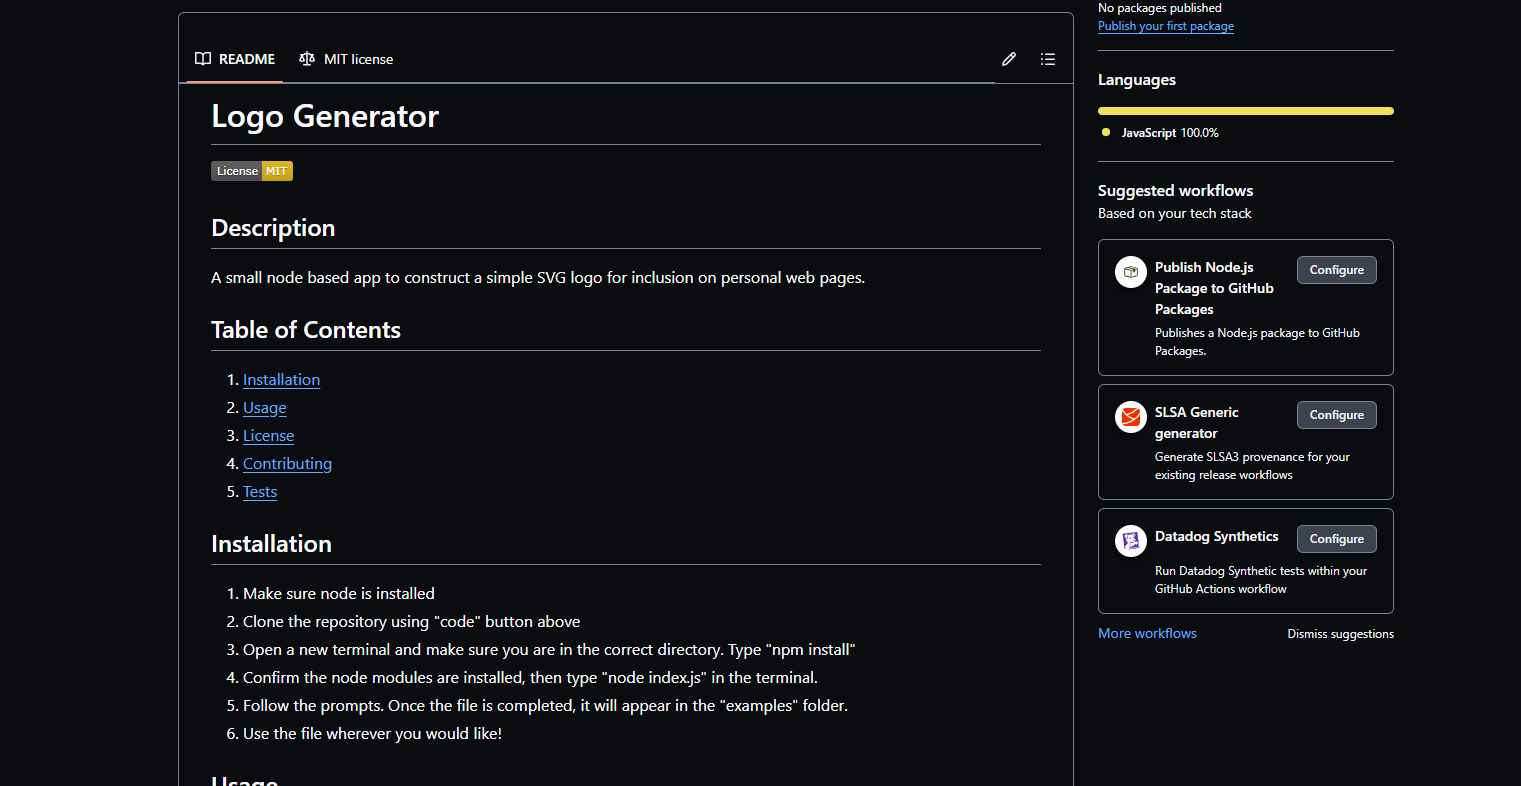 No packages published
Publish your first package
README
MIT license
Logo Generator
License MIT
Description
A small node based app to construct a simple SVG logo for inclusion on personal web pages.
Table of Contents
1. Installation
2. Usage
3. License
4. Contributing
5. Tests
Installation
1. Make sure node is installed
2. Clone the repository using "code" button above
3. Open a new terminal and make sure you are in the correct directory. Type "npm install"
4. Confirm the node modules are installed, then type "node index.js" in the terminal.
5. Follow the prompts. Once the file is completed, it will appear in the "examples" folder.
6. Use the file wherever you would like!
Usage
Languages
JavaScript 100.0%
Suggested workflows
Based on your tech stack
Publish Node.js
Package to GitHub
Packages
Configure
Publishes a Node.js package to GitHub
Packages.
SLSA Generic
generator
Configure
Generate SLSA3 provenance for your
existing release workflows
Datadog Synthetics
Configure
Run Datadog Synthetic tests within your
GitHub Actions workflow
More workflows
Dismiss suggestions